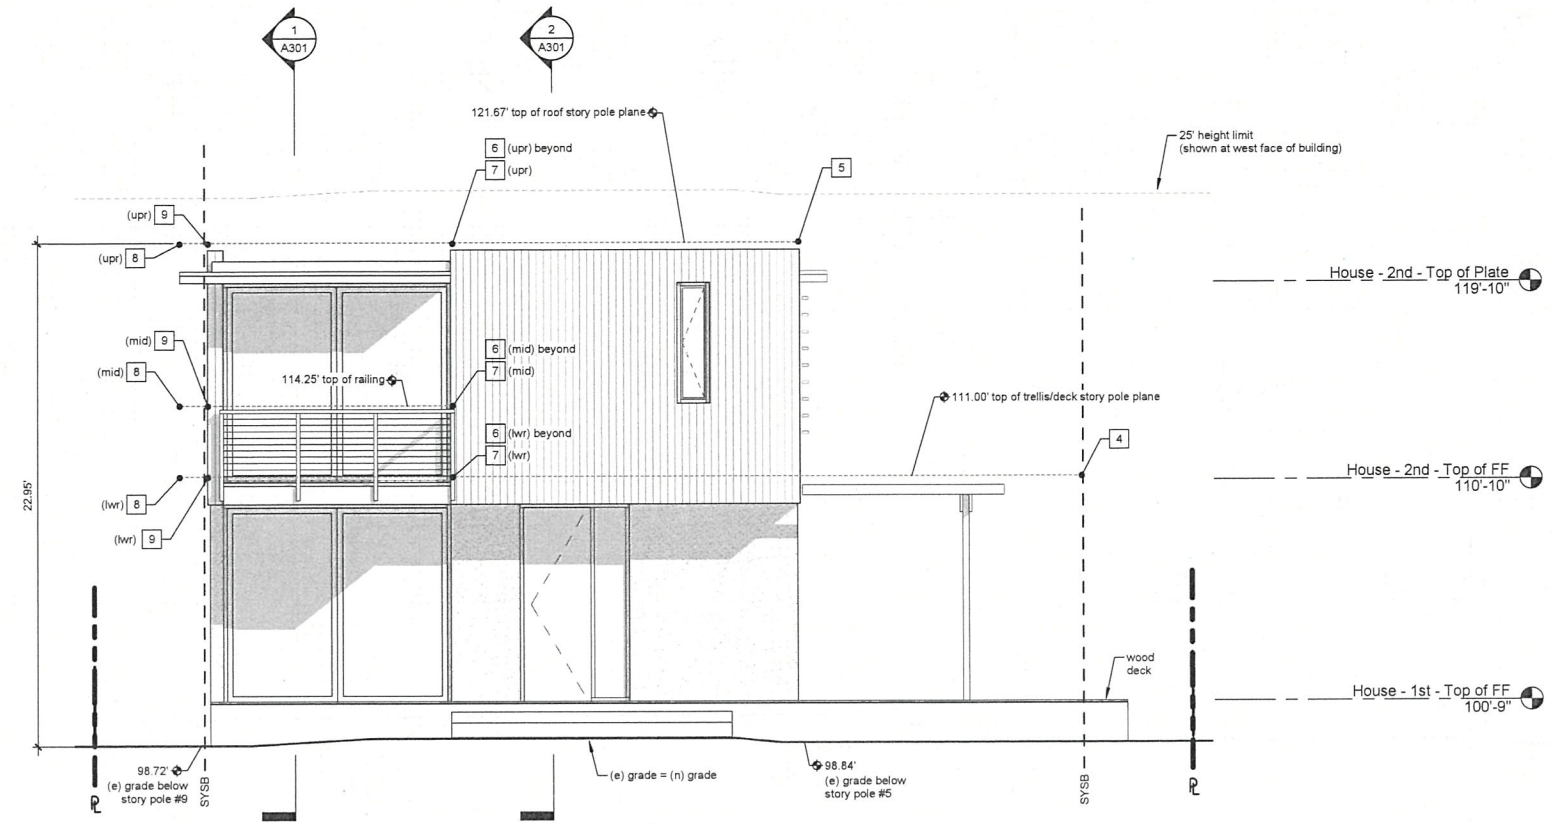 1
A301
2
A301
121.67' top of roof story pole plane
25' height limit
(shown at west face of building)
6 (upr) beyond
7 (upr)
5
(upr) 9
(upr) 8
House - 2nd - Top of Plate
119'-10"
(mid) 9
(mid) 8
6 (mid) beyond
7 (mid)
114.25' top of railing
111.00' top of trellis/deck story pole plane
6 (lwr) beyond
7 (lwr)
4
House - 2nd - Top of FF
110'-10"
22.95'
(lwr) 8
(lwr) 9
wood
deck
House - 1st - Top of FF
100'-9"
98.72'
(e) grade below
story pole #9
SYSB
(e) grade = (n) grade
98.84'
(e) grade below
story pole #5
SYSB
PL
PL